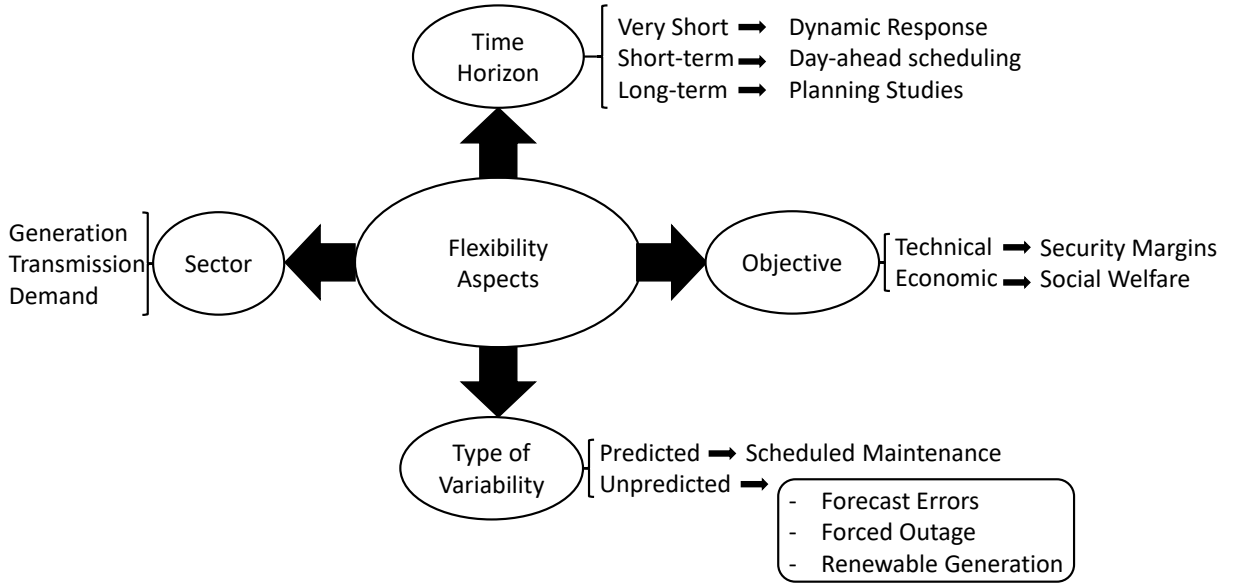 Time
Horizon
Very Short
Dynamic Response
Short-term
Day-ahead scheduling
Long-term
Planning Studies
Generation
Transmission
Demand
Sector
Flexibility
Aspects
Objective
Technical
Security Margins
Economic
Social Welfare
Type of
Variability
Predicted
Scheduled Maintenance
Unpredicted
- Forecast Errors
- Forced Outage
- Renewable Generation